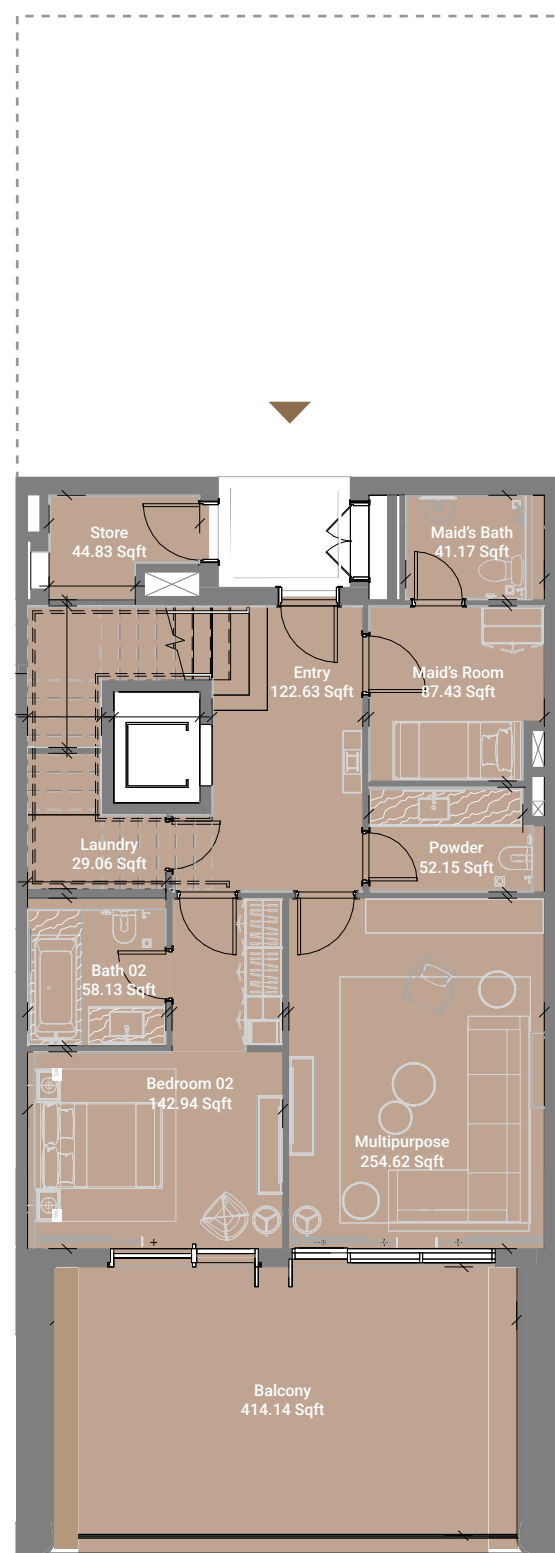 Store
44.83 Sqft
Maid's Bath
41.17 Sqft
Entry
122.63 Sqft
Maid's Room
87.43 Sqft
Laundry
29.06 Sqft
Powder
52.15 Sqft
Bath 02
58.13 Sqft
Bedroom 02
142.94 Sqft
Multipurpose
254.62 Sqft
Balcony
414.14 Sqft